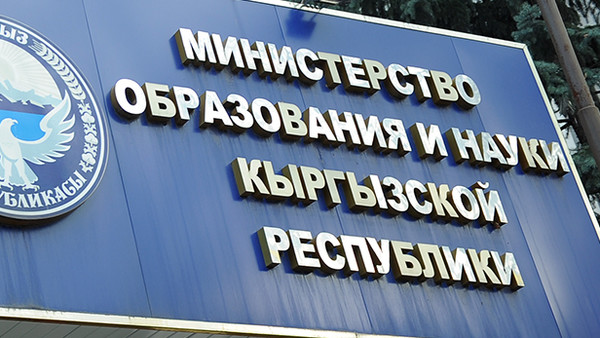 МИНИСТЕРСТВО
ОБРАЗОВАНИЯ И НАУКИ
КЫРГЫЗСКОЙ
РЕСПУБЛИКИ